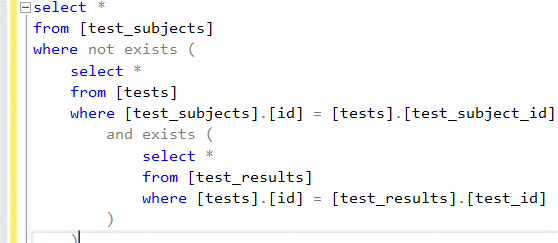 select *
from [test_subjects]
where not exists (
select *
from [tests]
where [test_subjects].[id] = [tests].[test_subject_id]
and exists (
select *
from [test_results]
where [tests].[id] = [test_results].[test_id]
)
)